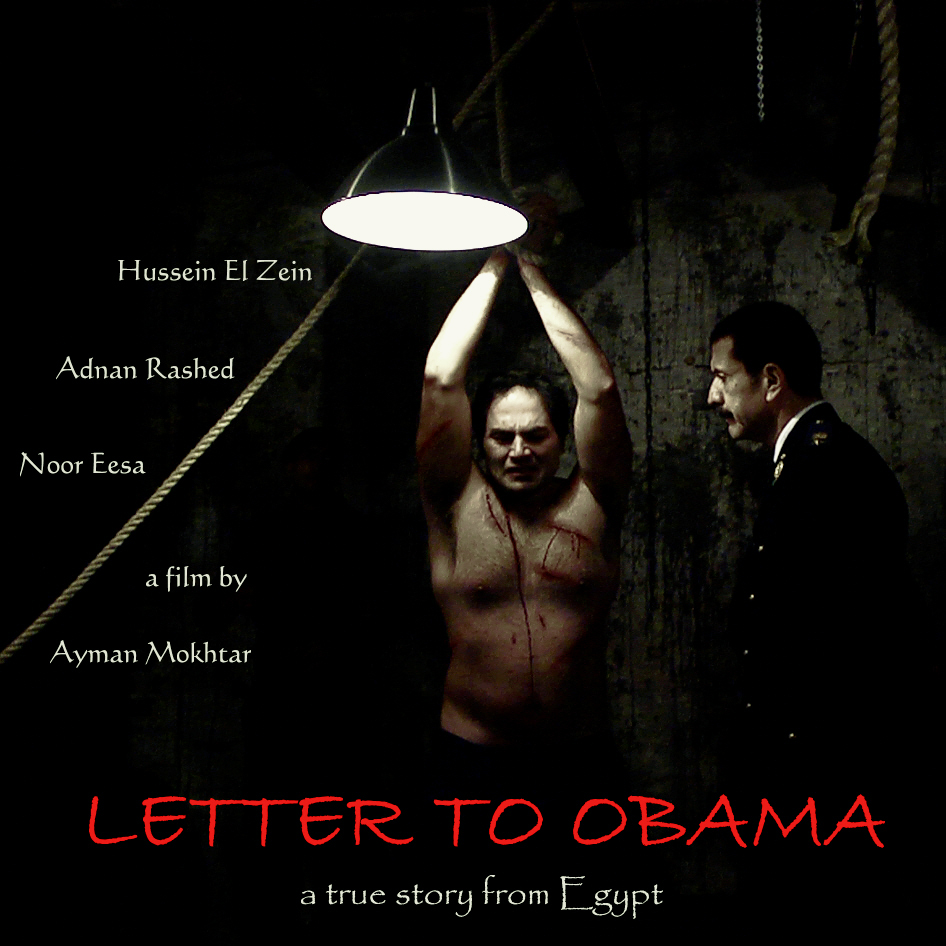 Hussein El Zein
Adnan Rashed
Noor Eesa
a film by
Ayman Mokhtar
LETTER TO OBAMA
a true story from Egypt